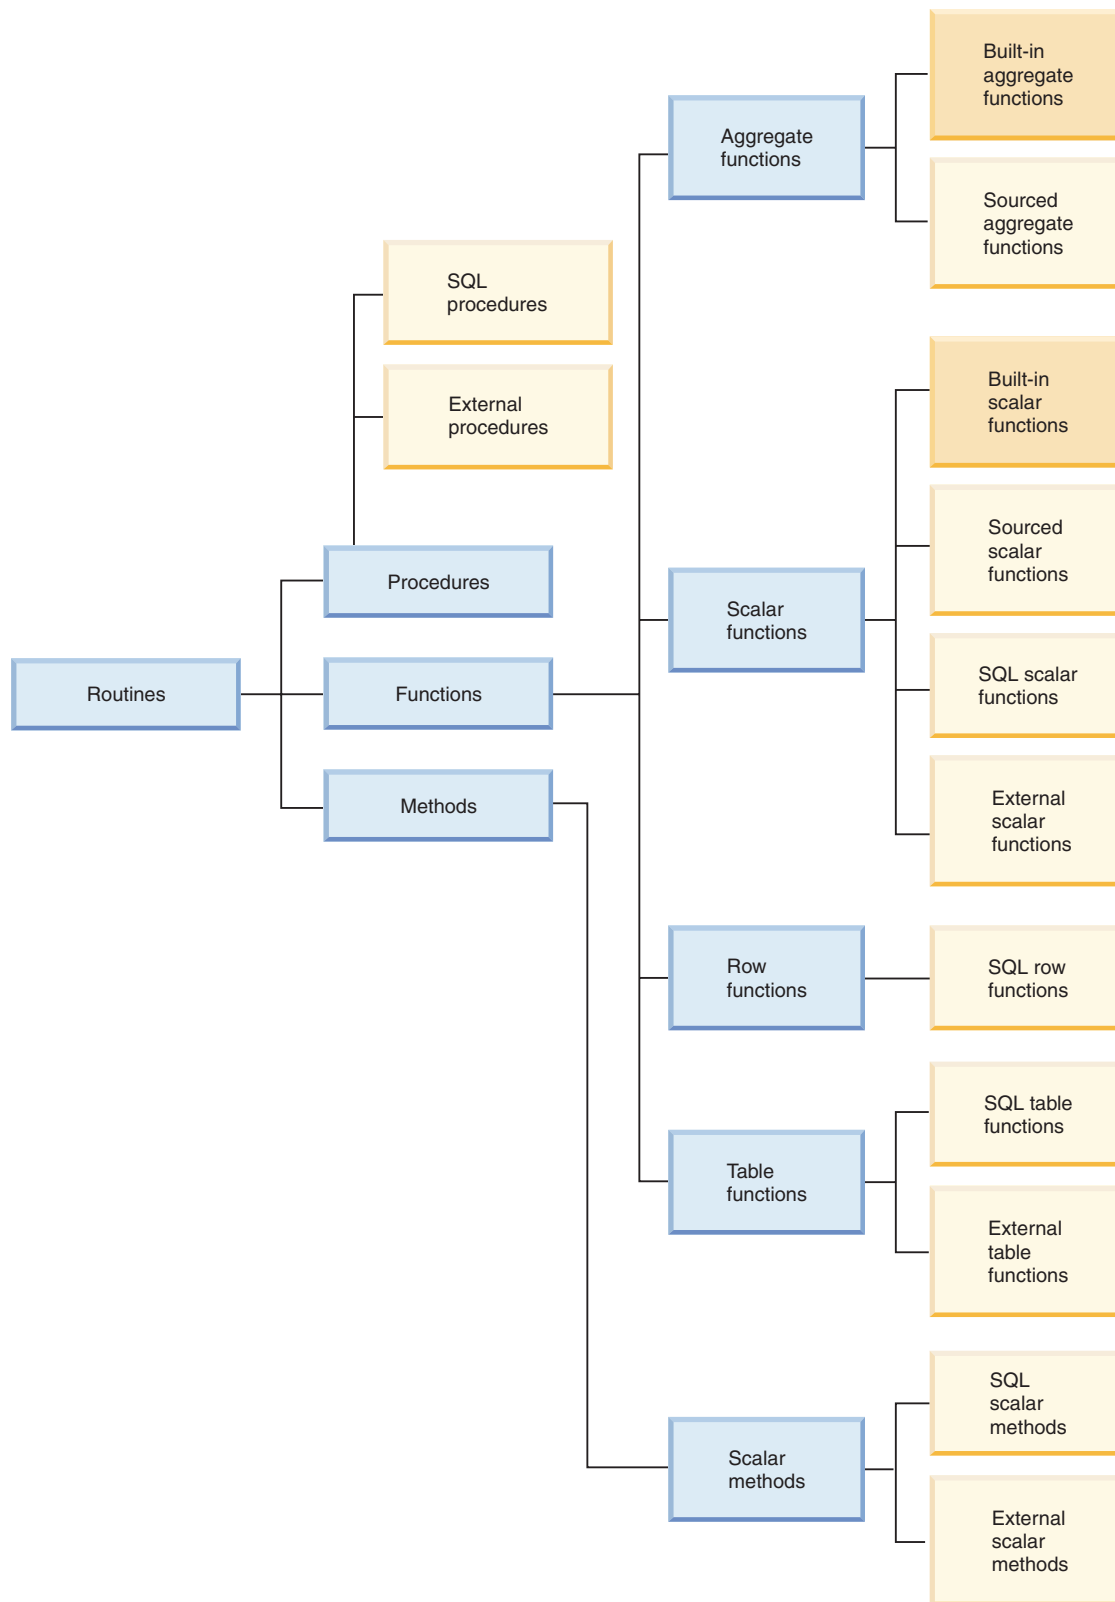 Built-in
aggregate
functions
Aggregate
functions
Sourced
aggregate
functions
SQL
procedures
External
procedures
Built-in
scalar
functions
Sourced
scalar
functions
Procedures
Scalar
functions
Routines
Functions
SQL scalar
functions
Methods
External
scalar
functions
Row
functions
SQL row
functions
SQL table
functions
Table
functions
External
table
functions
SQL
scalar
methods
Scalar
methods
External
scalar
methods